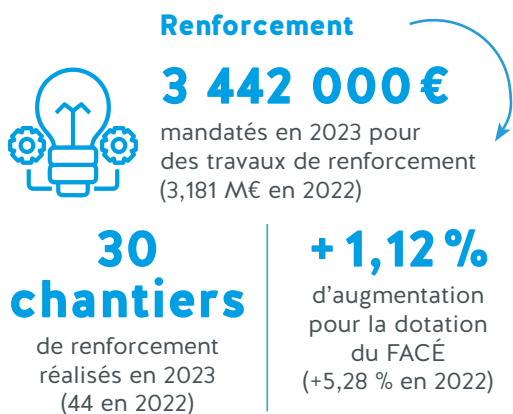 Renforcement
3 442 000 €
mandatés en 2023 pour
des travaux de renforcement
(3,181 M€ en 2022)
30
chantiers
de renforcement
réalisés en 2023
(44 en 2022)
+ 1,12 %
d'augmentation
pour la dotation
du FACÉ
(+5,28 % en 2022)